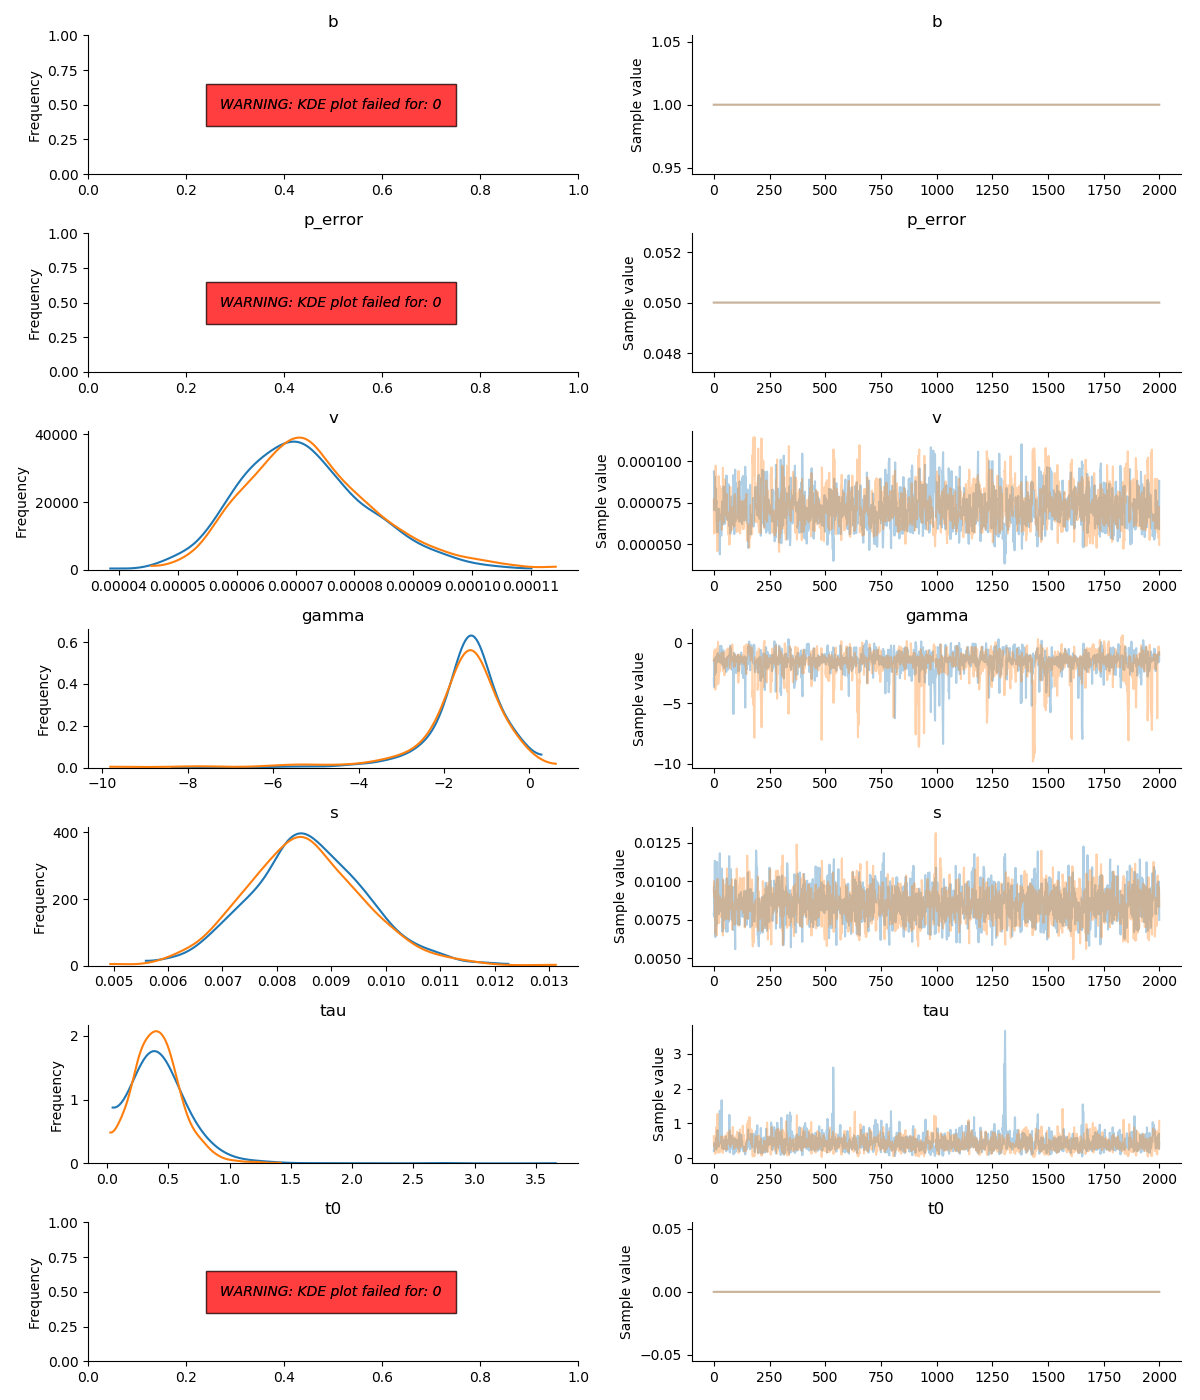 b
Frequency
1.00
0.75
0.50
0.25
0.00
WARNING: KDE plot failed for: 0
0.0 0.2 0.4 0.6 0.8 1.0
b
Sample value
1.05
1.00
0.95
0 250 500 750 1000 1250 1500 1750 2000
p_error
Frequency
1.00
0.75
0.50
0.25
0.00
WARNING: KDE plot failed for: 0
0.0 0.2 0.4 0.6 0.8 1.0
p_error
Sample value
0.052
0.050
0.048
0 250 500 750 1000 1250 1500 1750 2000
v
Frequency
40000
20000
0
0.00004 0.00005 0.00006 0.00007 0.00008 0.00009 0.00010 0.00011
v
Sample value
0.000100
0.000075
0.000050
0 250 500 750 1000 1250 1500 1750 2000
gamma
Frequency
0.6
0.4
0.2
0.0
−10 −8 −6 −4 −2 0
gamma
Sample value
0
−5
−10
0 250 500 750 1000 1250 1500 1750 2000
s
Frequency
400
200
0
0.005 0.006 0.007 0.008 0.009 0.010 0.011 0.012 0.013
s
Sample value
0.0125
0.0100
0.0075
0.0050
0 250 500 750 1000 1250 1500 1750 2000
tau
Frequency
2
1
0
0.0 0.5 1.0 1.5 2.0 2.5 3.0 3.5
tau
Sample value
3
2
1
0
0 250 500 750 1000 1250 1500 1750 2000
t0
Frequency
1.00
0.75
0.50
0.25
0.00
WARNING: KDE plot failed for: 0
0.0 0.2 0.4 0.6 0.8 1.0
t0
Sample value
0.05
0.00
−0.05
0 250 500 750 1000 1250 1500 1750 2000